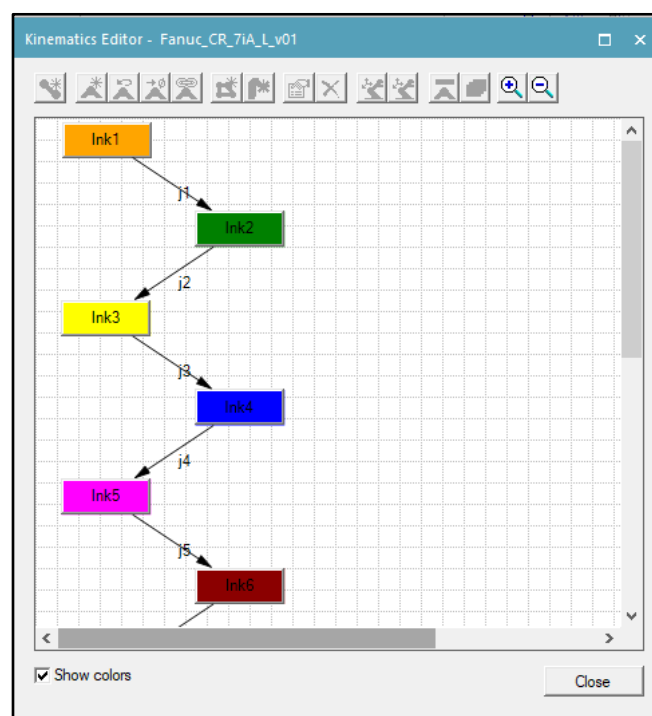 Kinematics Editor - Fanuc_CR_7iA_L_v01
lnk1
j1
lnk2
j2
lnk3
j3
lnk4
j4
lnk5
j5
lnk6
Show colors
Close